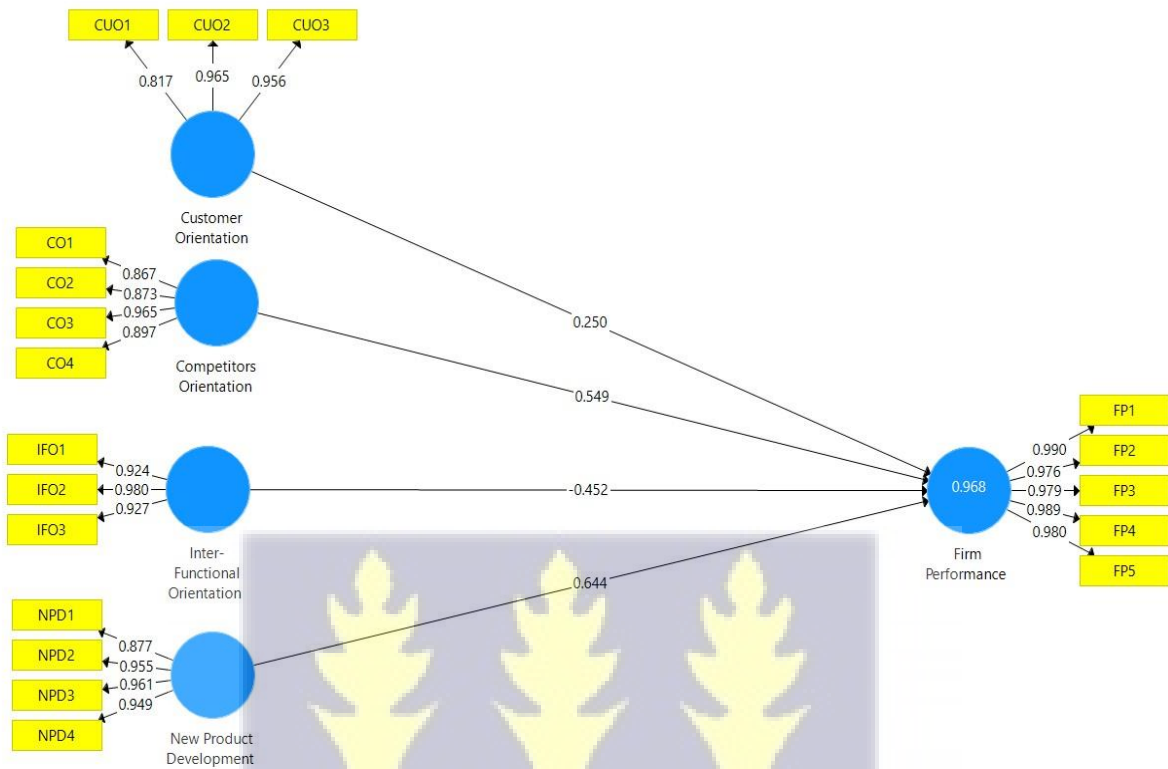 CUO1
CUO2
CUO3
0.817
0.965
0.956
Customer
Orientation
CO1
CO2
CO3
CO4
0.867
0.873
0.965
0.897
Competitors
Orientation
IFO1
IFO2
IFO3
0.924
0.980
0.927
Inter-
Functional
Orientation
NPD1
NPD2
NPD3
NPD4
0.877
0.955
0.961
0.949
New Product
Development
0.250
0.549
-0.452
0.644
0.968
Firm
Performance
0.990
0.976
0.979
0.989
0.980
FP1
FP2
FP3
FP4
FP5